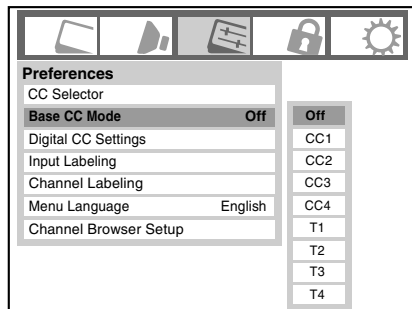 Preferences
CC Selector
Base CC Mode Off
Digital CC Settings
Input Labeling
Channel Labeling
Menu Language English
Channel Browser Setup
Off
CC1
CC2
CC3
CC4
T1
T2
T3
T4